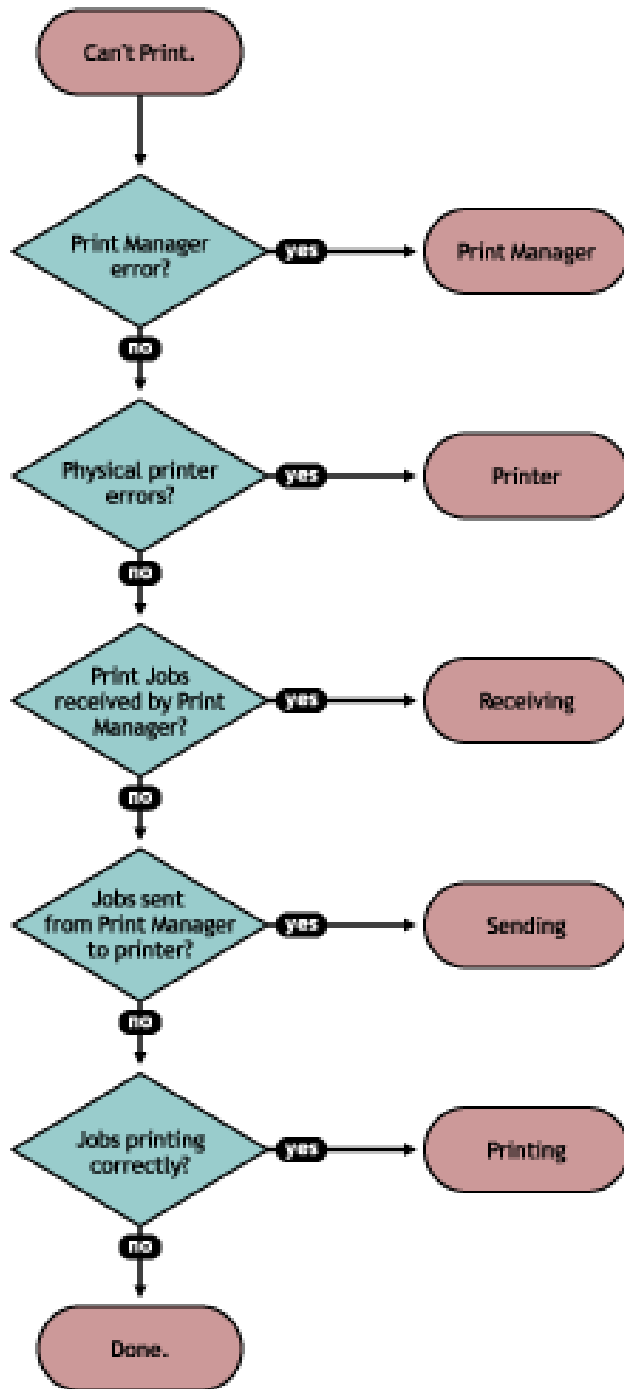 Can't Print.
Print Manager
error?
yes
Print Manager
no
Physical printer
errors?
yes
Printer
no
Print Jobs
received by Print
Manager?
yes
Receiving
no
Jobs sent
from Print Manager
to printer?
yes
Sending
no
Jobs printing
correctly?
yes
Printing
no
Done.